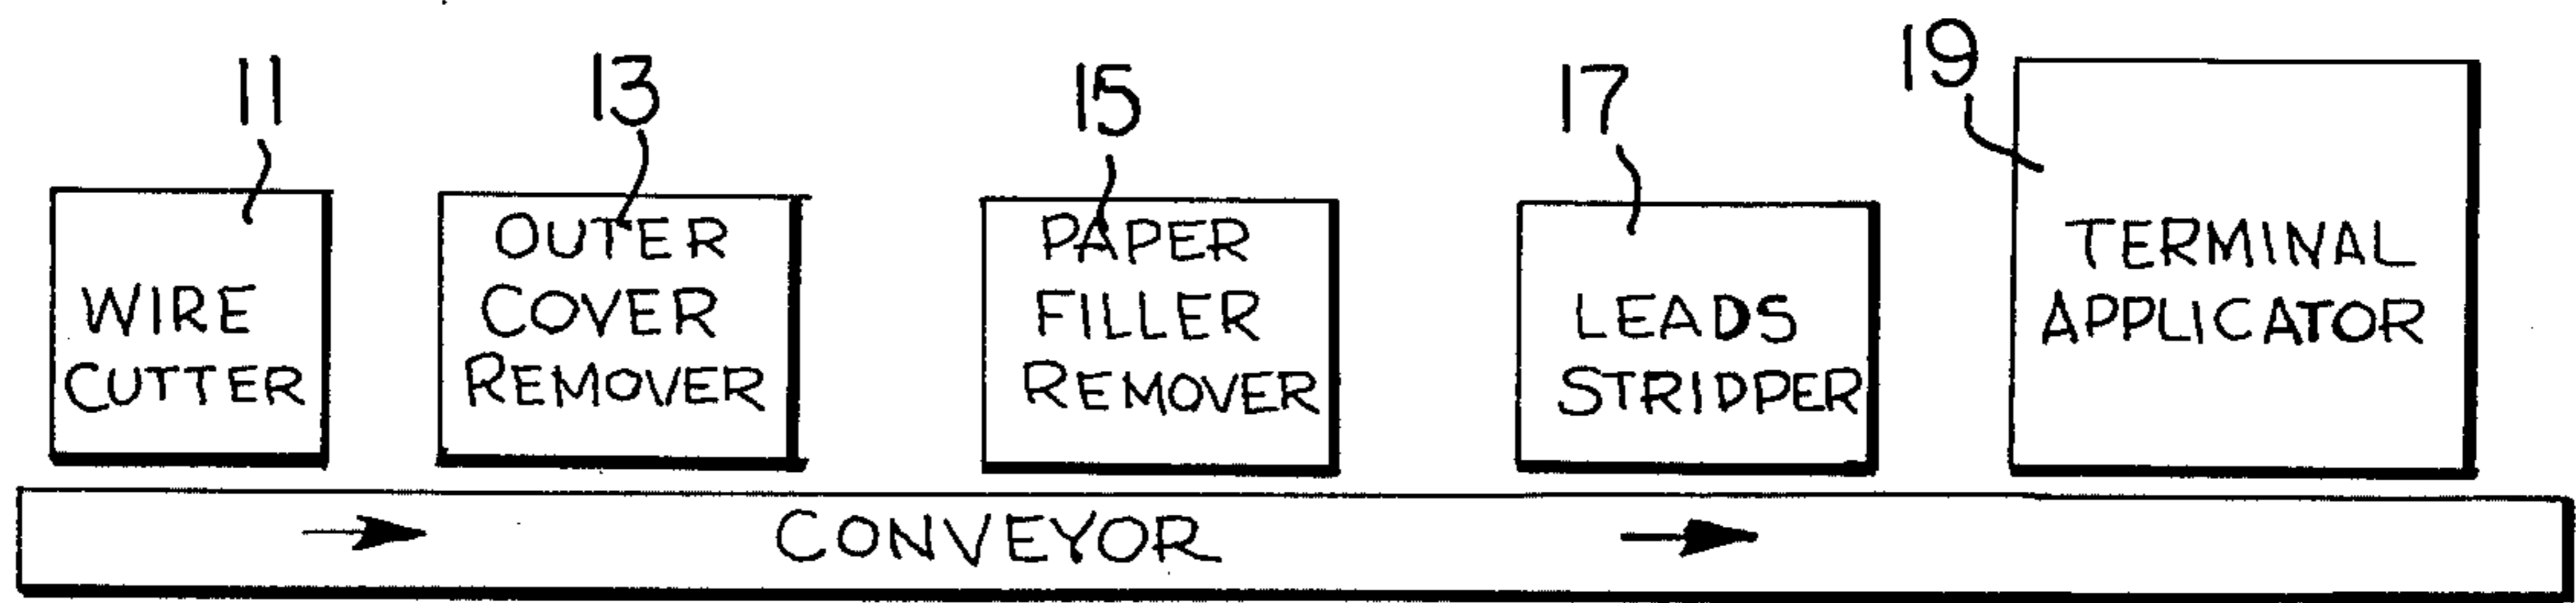 11
13
15
17
19
WIRE
CUTTER
OUTER
COVER
REMOVER
PAPER
FILLER
REMOVER
LEADS
STRIPPER
TERMINAL
APPLICATOR
CONVEYOR